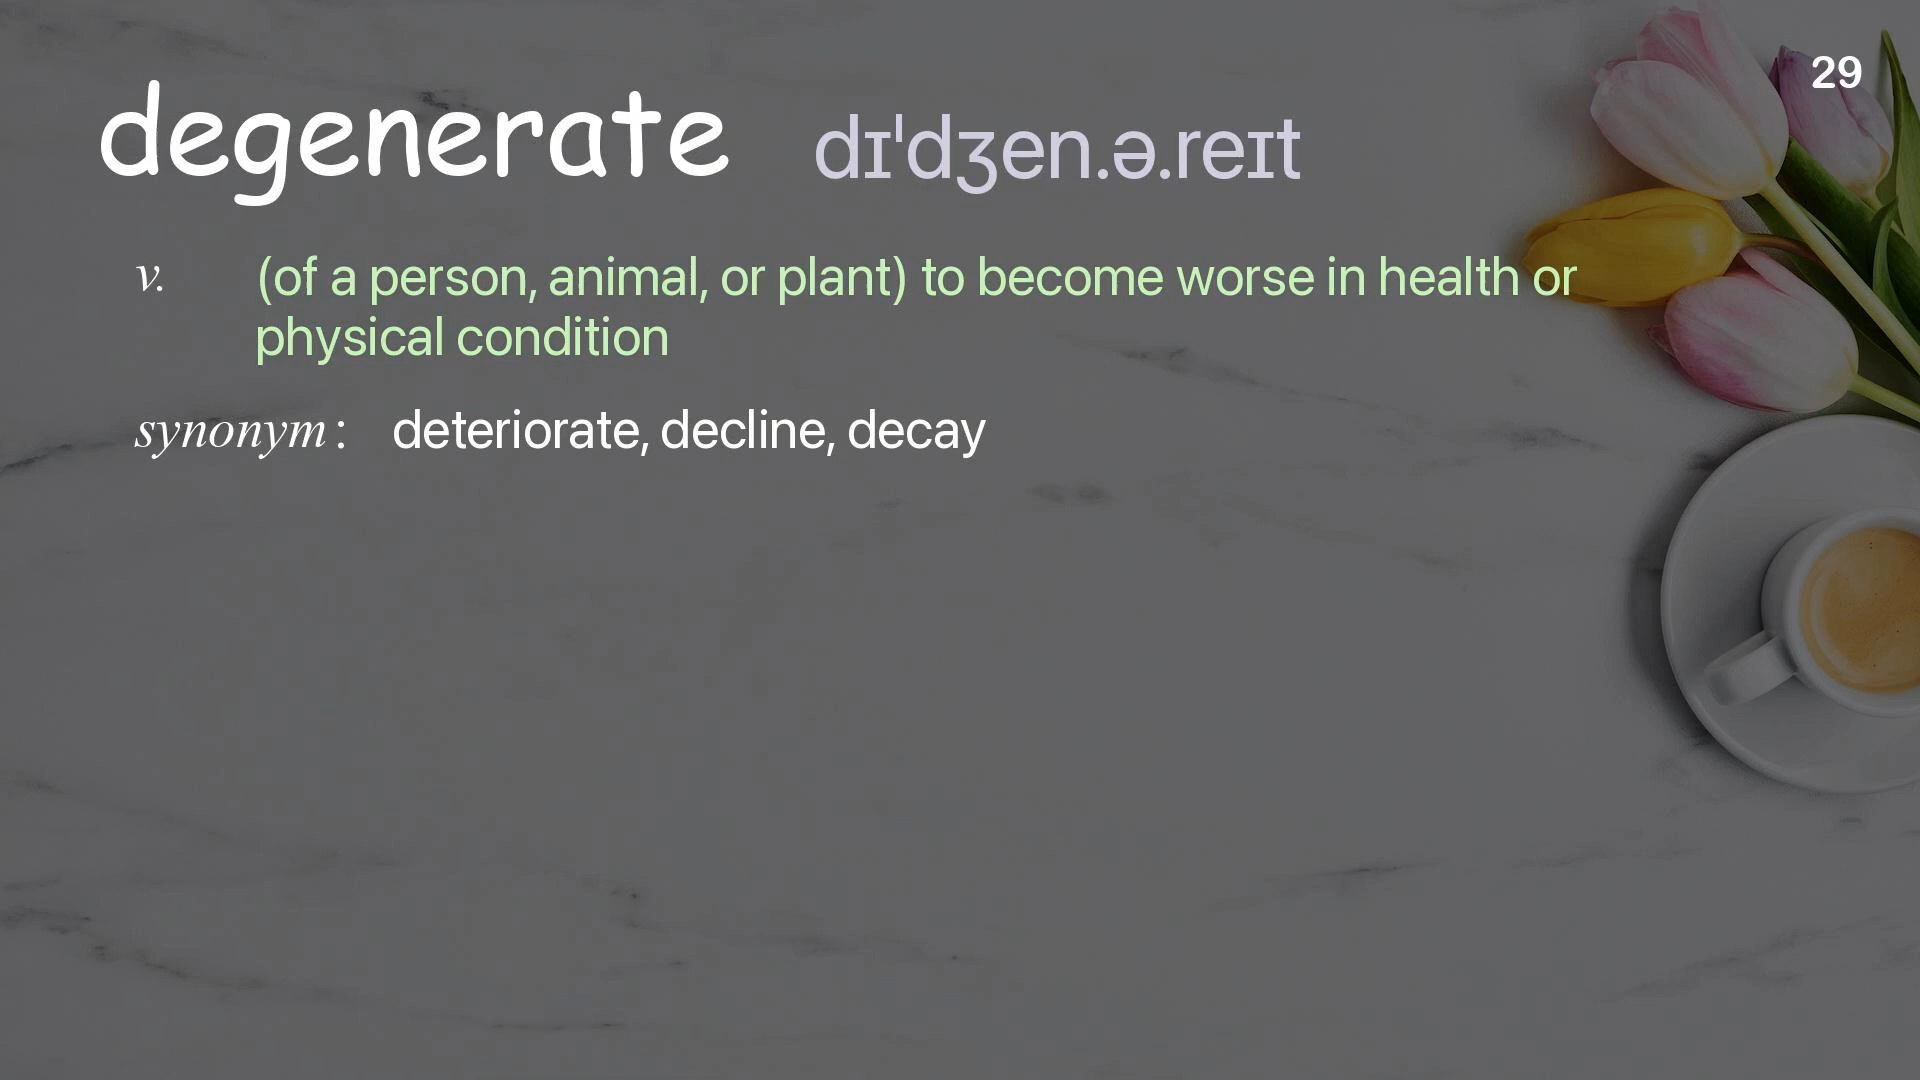 29
degenerate dɪˈdʒen.ə.reɪt
v. (of a person, animal, or plant) to become worse in health or
physical condition
synonym: deteriorate, decline, decay